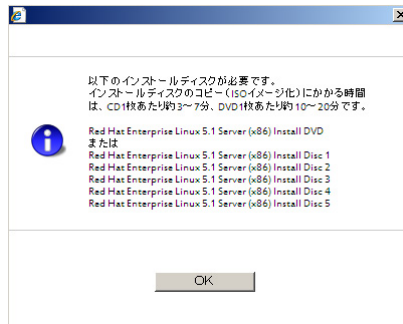 以下のインストールディスクが必要です。
インストールディスクのコピー(ISOイメージ化)にかかる時間
は、CD1枚あたり約3～7分、DVD1枚あたり約10～20分です。
Red Hat Enterprise Linux 5.1 Server (x86) Install DVD
または
Red Hat Enterprise Linux 5.1 Server (x86) Install Disc 1
Red Hat Enterprise Linux 5.1 Server (x86) Install Disc 2
Red Hat Enterprise Linux 5.1 Server (x86) Install Disc 3
Red Hat Enterprise Linux 5.1 Server (x86) Install Disc 4
Red Hat Enterprise Linux 5.1 Server (x86) Install Disc 5
OK